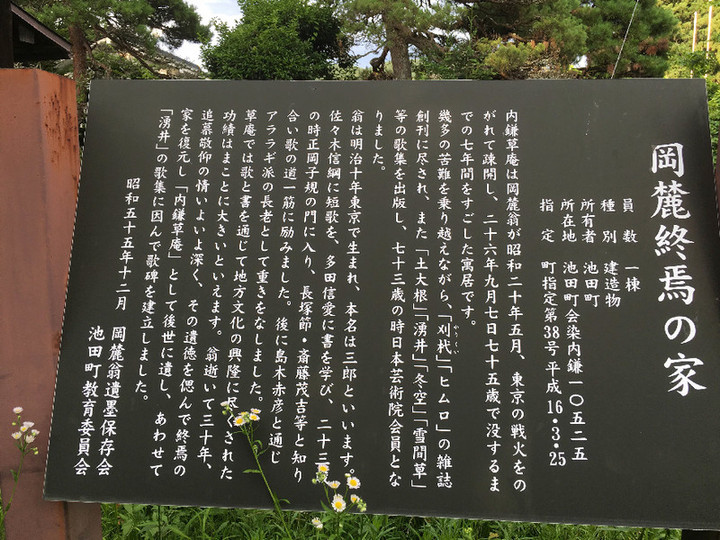 岡麓終焉の家
員数 一棟
種別 建造物
所有者 池田町
所在地 池田町会染内鎌一〇五二五
指定 町指定第38号 平成16・3・25
内鎌草庵は岡麓翁が昭和二十年五月、東京の戦火をの
がれて疎開し、二十六年九月七日七十五歳で没するま
での七年間をすごした寓居です。
幾多の苦難を乗り越えながら、「刈杙」「ヒムロ」の雑誌
やくい
創刊に尽され、また「土大根」「湧井」「冬空」「雪間草」
等の歌集を出版し、七十三歳の時日本芸術院会員とな
りました。
翁は明治十年東京で生まれ、本名は三郎といいます。
佐々木信綱に短歌を、多田信愛に書を学び、二十三
の時正岡子規の門に入り、長塚節・斎藤茂吉等と知り
合い歌の道一筋に励みました。後に島木赤彦と通じ
アララギ派の長老として重きをなしました。
草庵では歌と書を通じて地方文化の興隆に尽くされた
功績はまことに大きいといえます。翁逝いて三十年、
追慕敬仰の情いよいよ深く、その遺徳を偲んで終焉の
家を復元し「内鎌草庵」として後世に遺し、あわせて
「湧井」の歌集に因んで歌碑を建立しました。
昭和五十五年十二月
岡麓翁遺墨保存会
池田町教育委員会